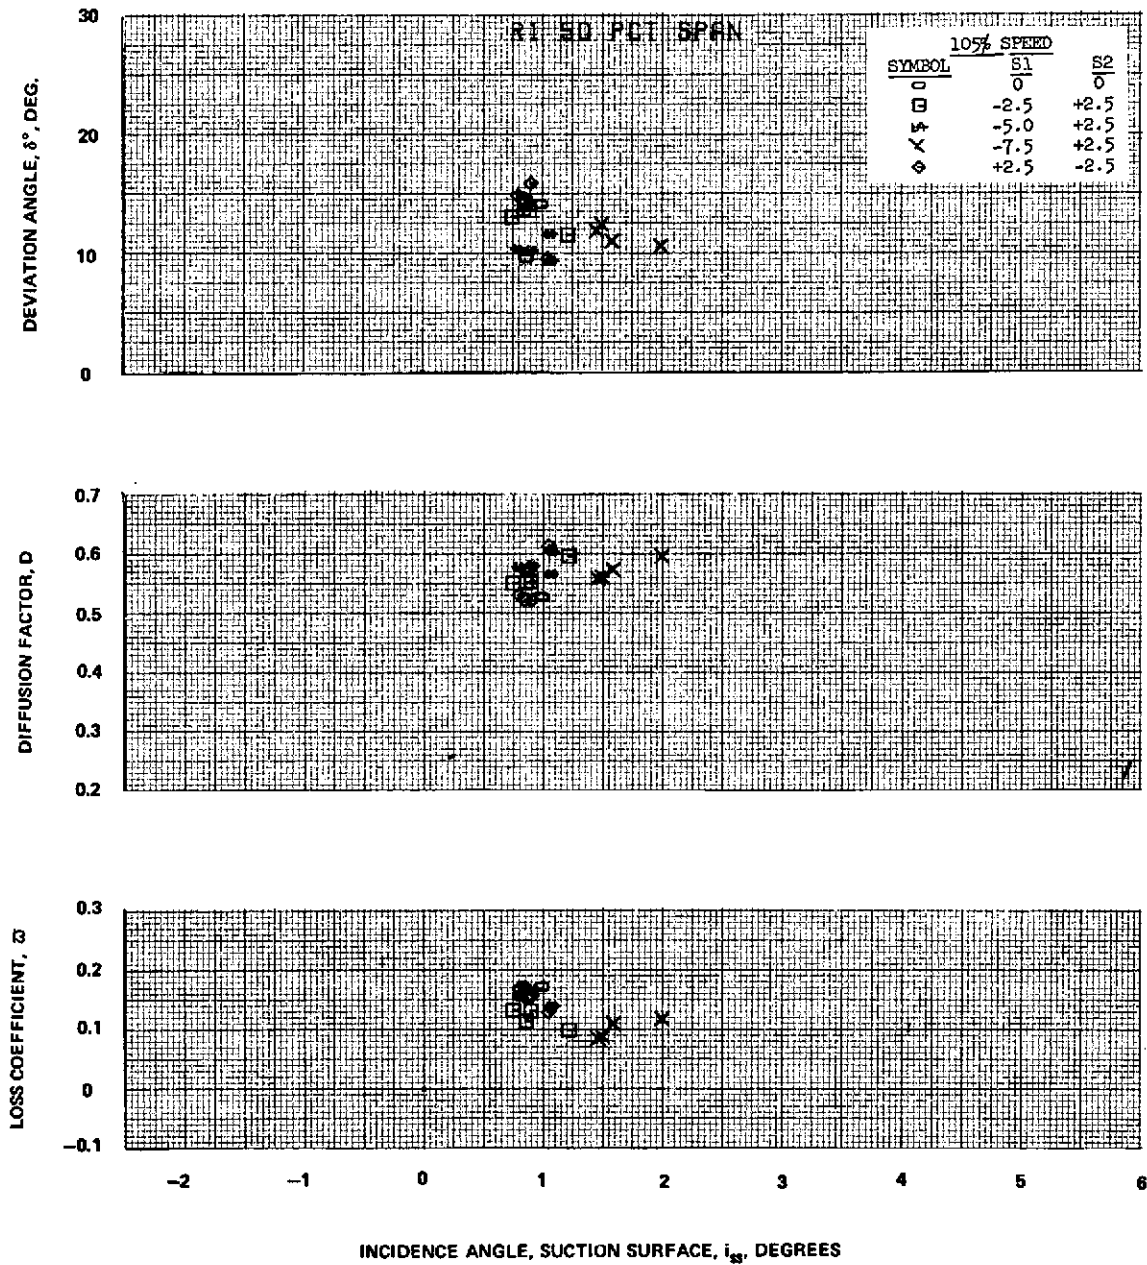 R1 50 PCT SPAN
105% SPEED
SYMBOL S1 S2
0 0
-2.5 +2.5
-5.0 +2.5
-7.5 +2.5
+2.5 -2.5
DEVIATION ANGLE, δ°, DEG.
30
20
10
0
DIFFUSION FACTOR, D
0.7
0.6
0.5
0.4
0.3
0.2
LOSS COEFFICIENT, ϖ
0.3
0.2
0.1
0
−0.1
−2 −1 0 1 2 3 4 5 6
INCIDENCE ANGLE, SUCTION SURFACE, iss, DEGREES